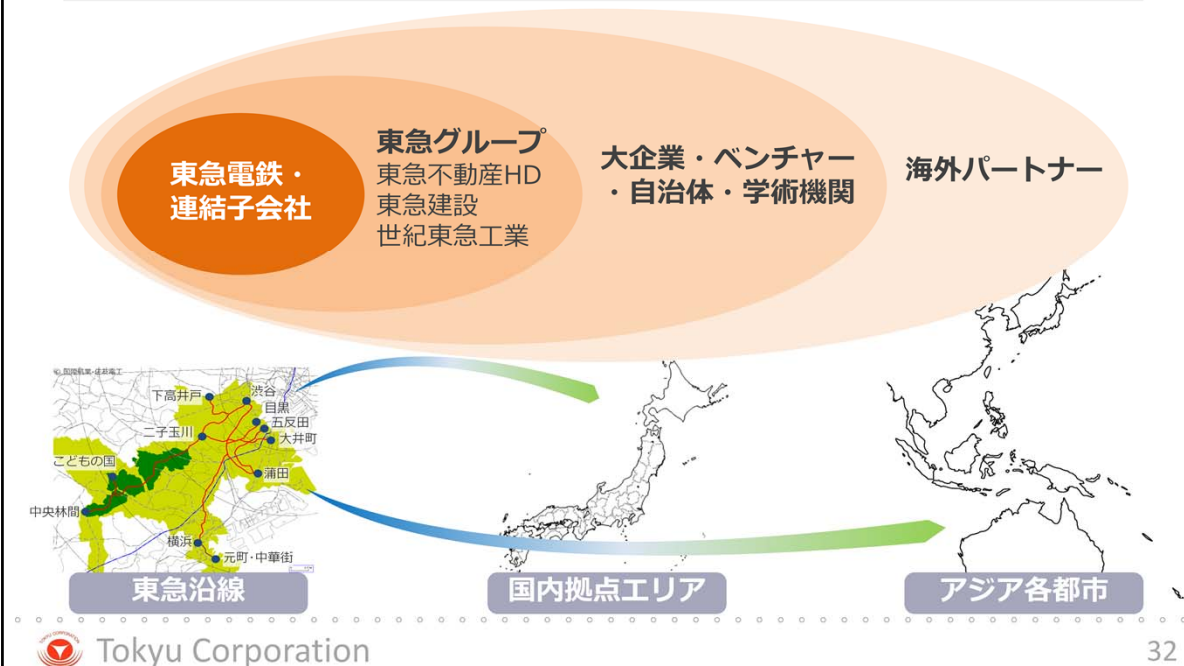 東急電鉄・
連結子会社
東急グループ
東急不動産HD
東急建設
世紀東急工業
大企業・ベンチャー
・自治体・学術機関
海外パートナー
下高井戸
渋谷
目黒
五反田
二子玉川
大井町
こどもの国
蒲田
中央林間
横浜
元町・中華街
東急沿線
国内拠点エリア
アジア各都市
Tokyu Corporation
32